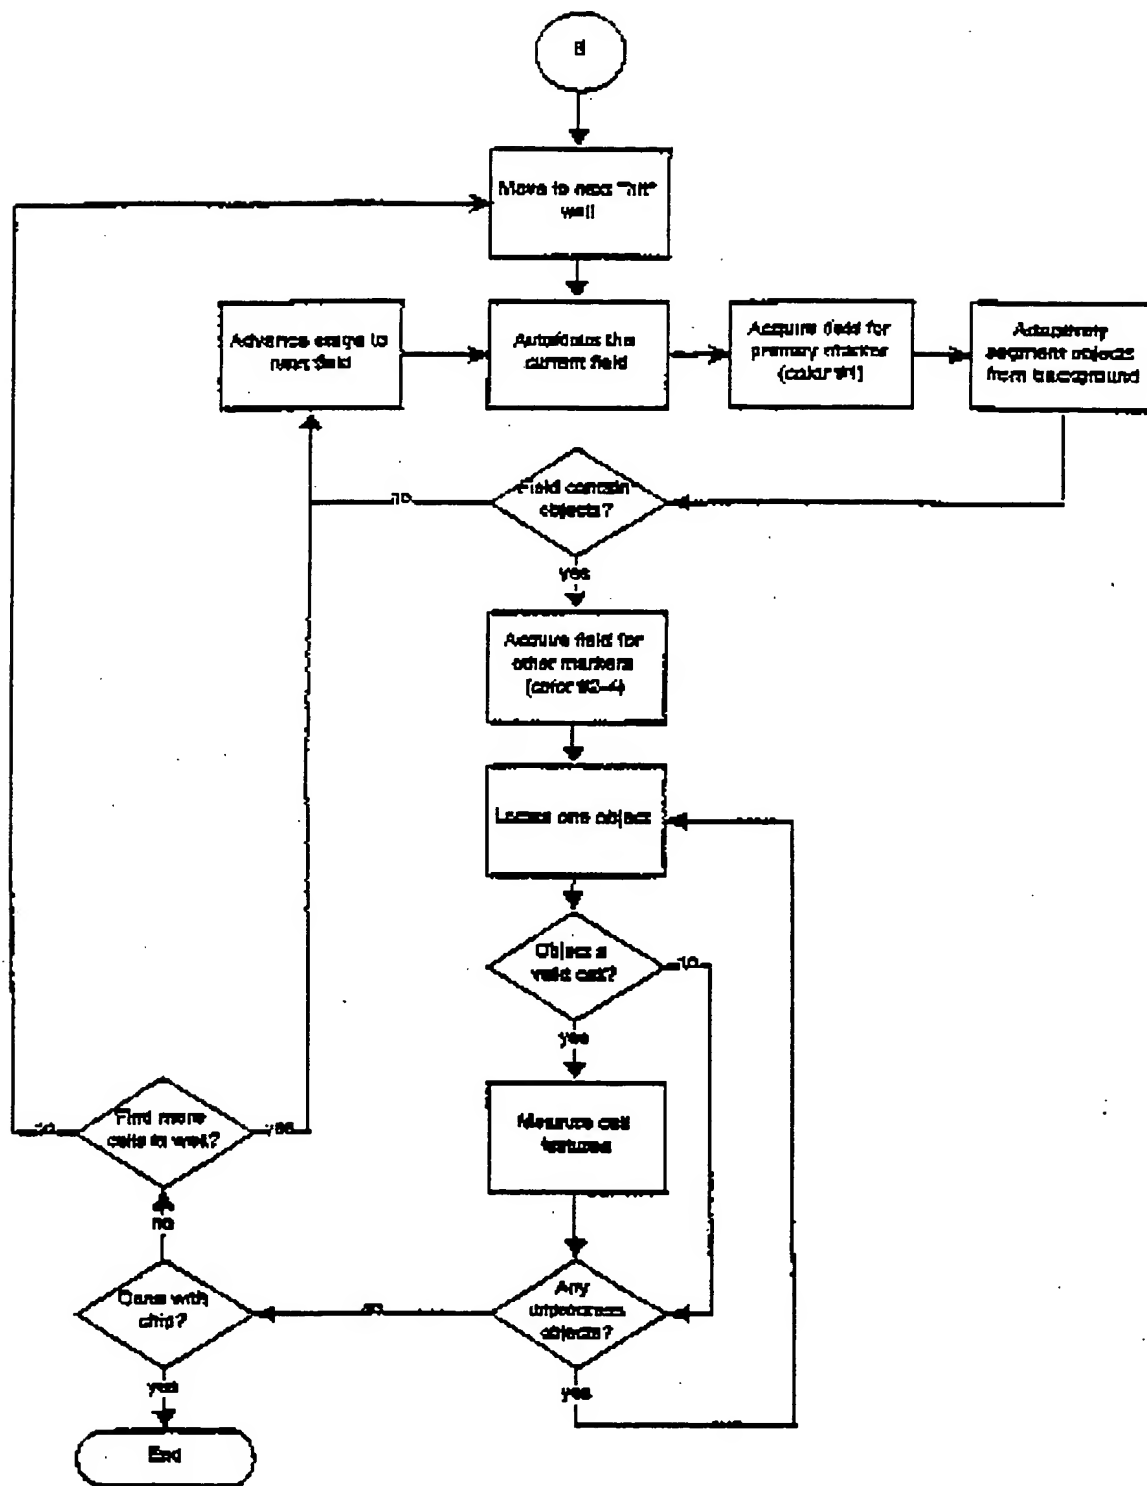 B
Move to next "hit"
well
Advance stage to
next field
Autofocus the
current field
Acquire field for
primary marker
(color #1)
Adaptively
segment objects
from background
Field contain
objects?
no
yes
Acquire field for
other markers
(color #2-4)
Locate one object
Object a
valid cell?
no
yes
Find more
cells in well?
no
yes
Measure cell
features
no
Done with
chip?
no
Any
unprocess
objects?
yes
yes
End